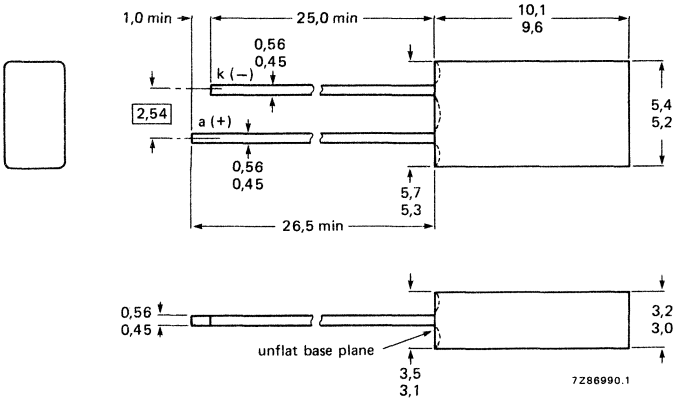 1,0 min
25,0 min
10,1
9,6
0,56
0,45
k (—)
2,54
a (+)
0,56
0,45
5,4
5,2
5,7
5,3
26,5 min
0,56
0,45
3,2
3,0
unflat base plane
3,5
3,1
7Z86990.1